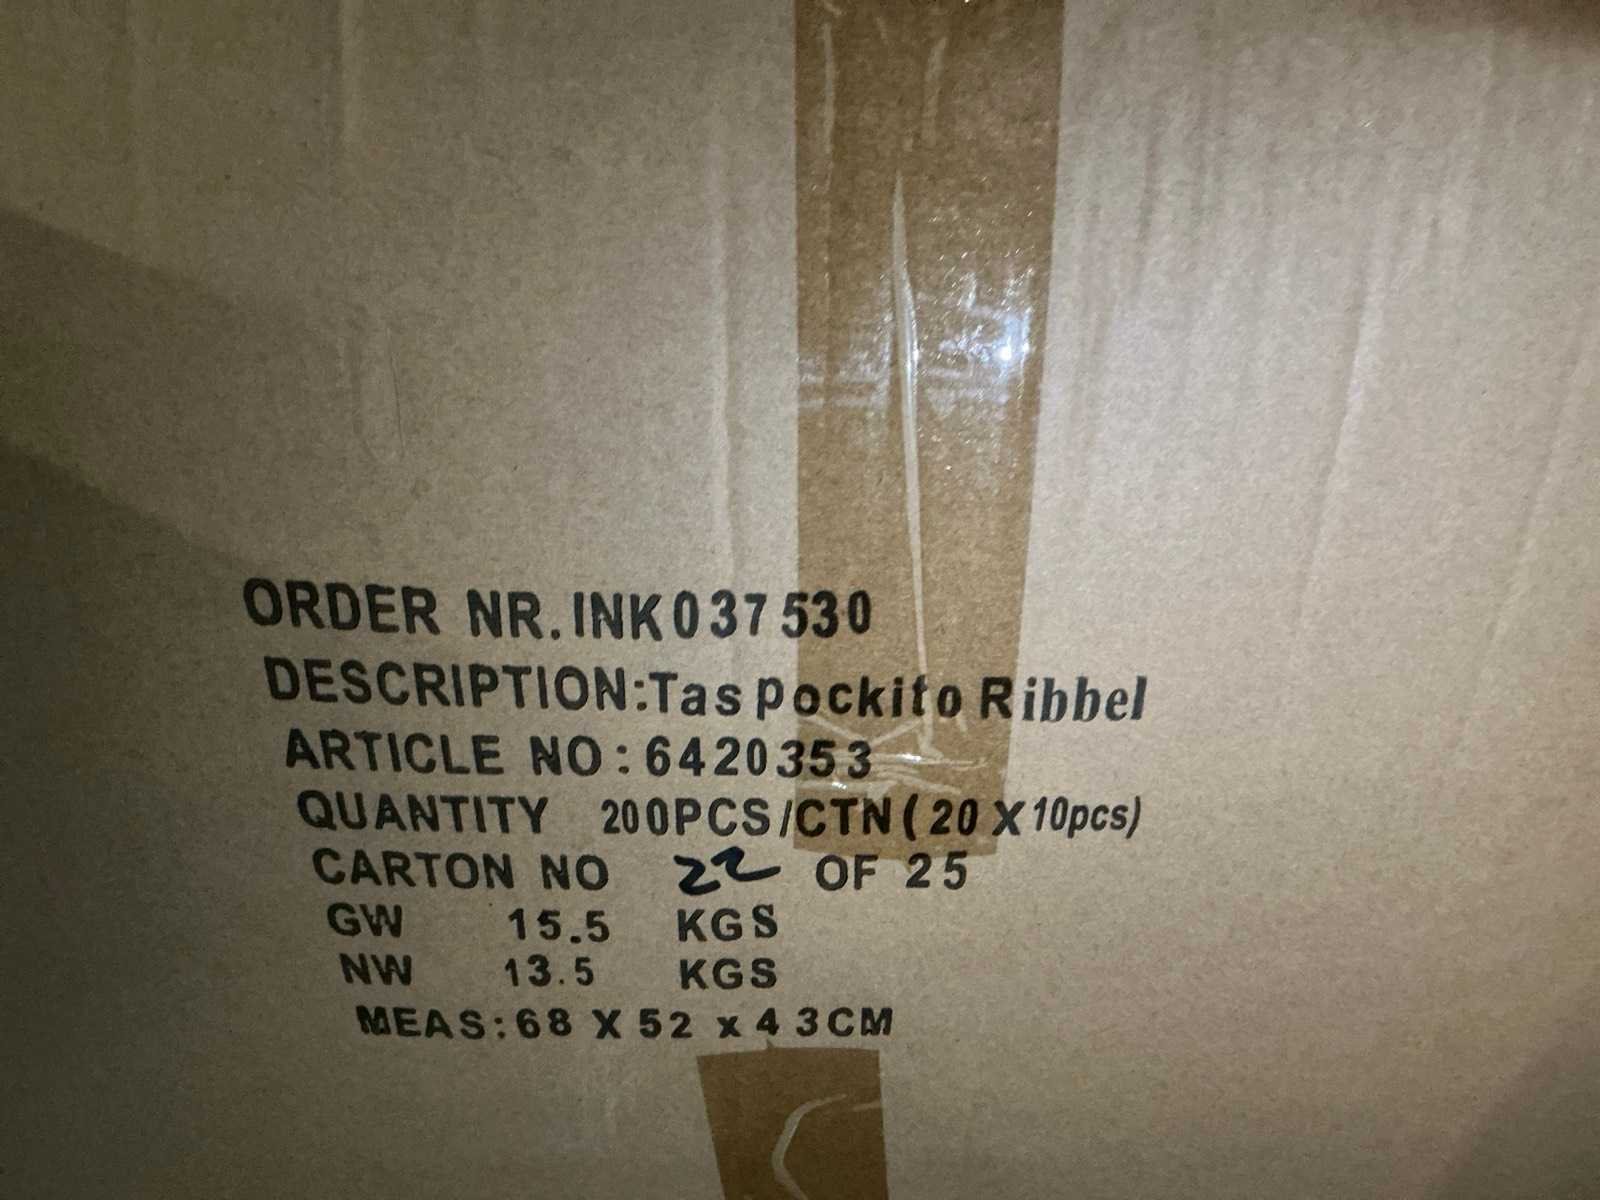 ORDER NR.INK037530
DESCRIPTION:Tas pockito Ribbel
ARTICLE NO:6420353
QUANTITY 200PCS/CTN(20 X 10pcs)
CARTON NO 22 OF 25
GW 15.5 KGS
NW 13.5 KGS
MEAS:68 X 52 x 43CM